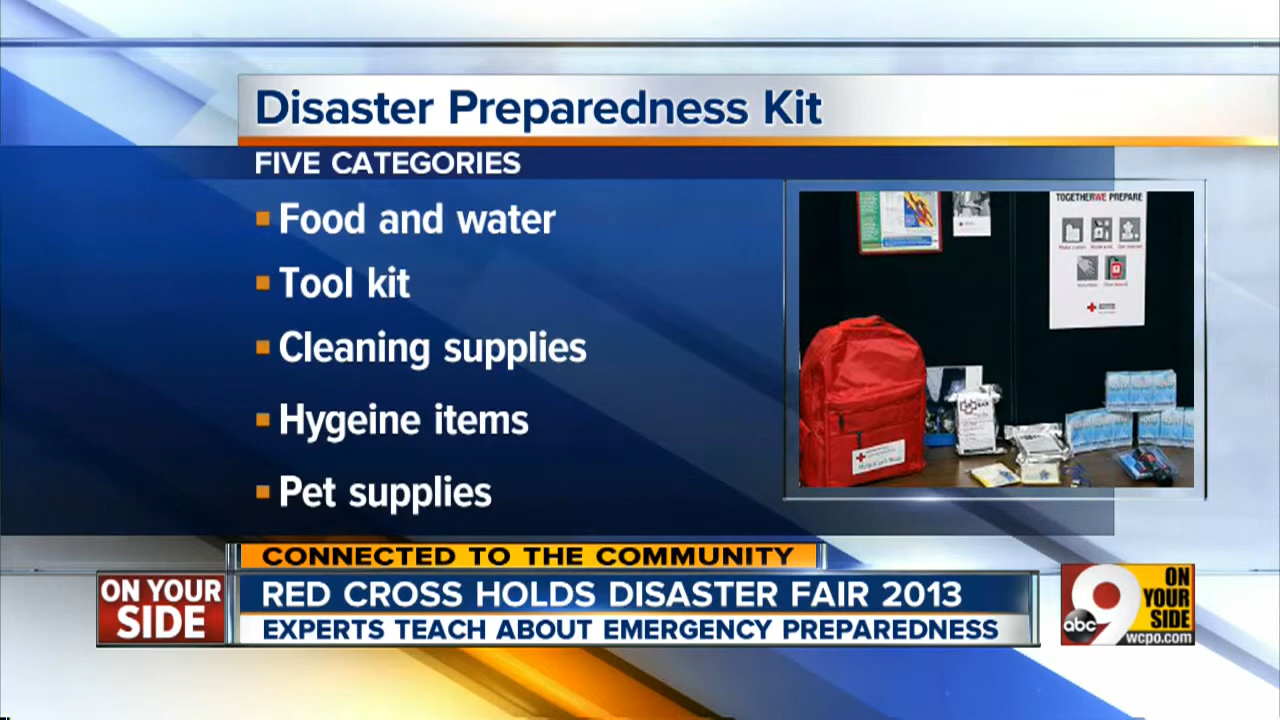 Disaster Preparedness Kit
FIVE CATEGORIES
Food and water
Tool kit
Cleaning supplies
Hygeine items
Pet supplies
TOGETHERWE PREPARE
CONNECTED TO THE COMMUNITY
ON YOUR
SIDE
RED CROSS HOLDS DISASTER FAIR 2013
EXPERTS TEACH ABOUT EMERGENCY PREPAREDNESS
abc 9
ON
YOUR
SIDE
wcpo.com